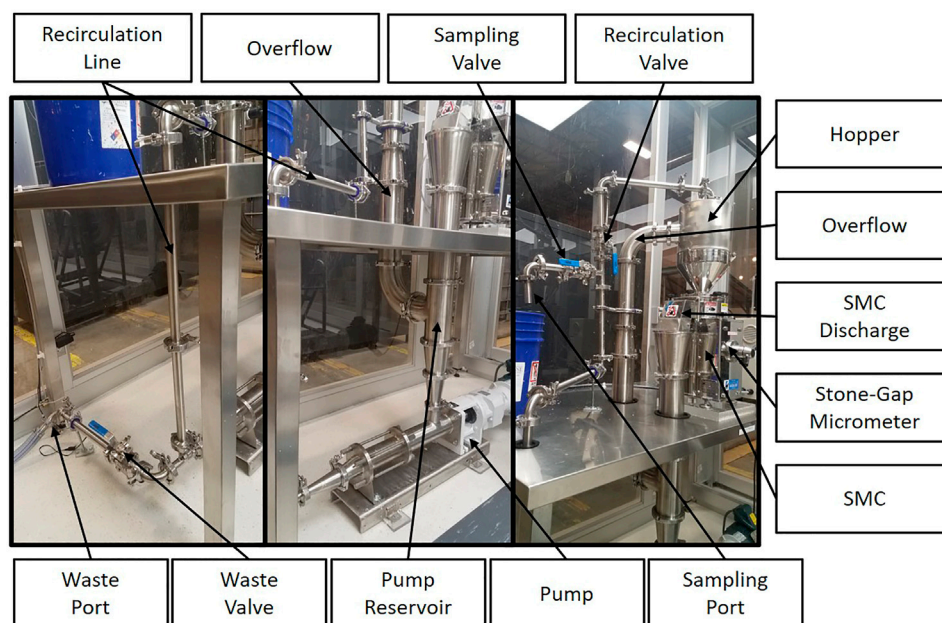 Recirculation
Line
Overflow
Sampling
Valve
Recirculation
Valve
Hopper
Overflow
SMC
Discharge
Stone-Gap
Micrometer
SMC
Waste
Port
Waste
Valve
Pump
Reservoir
Pump
Sampling
Port